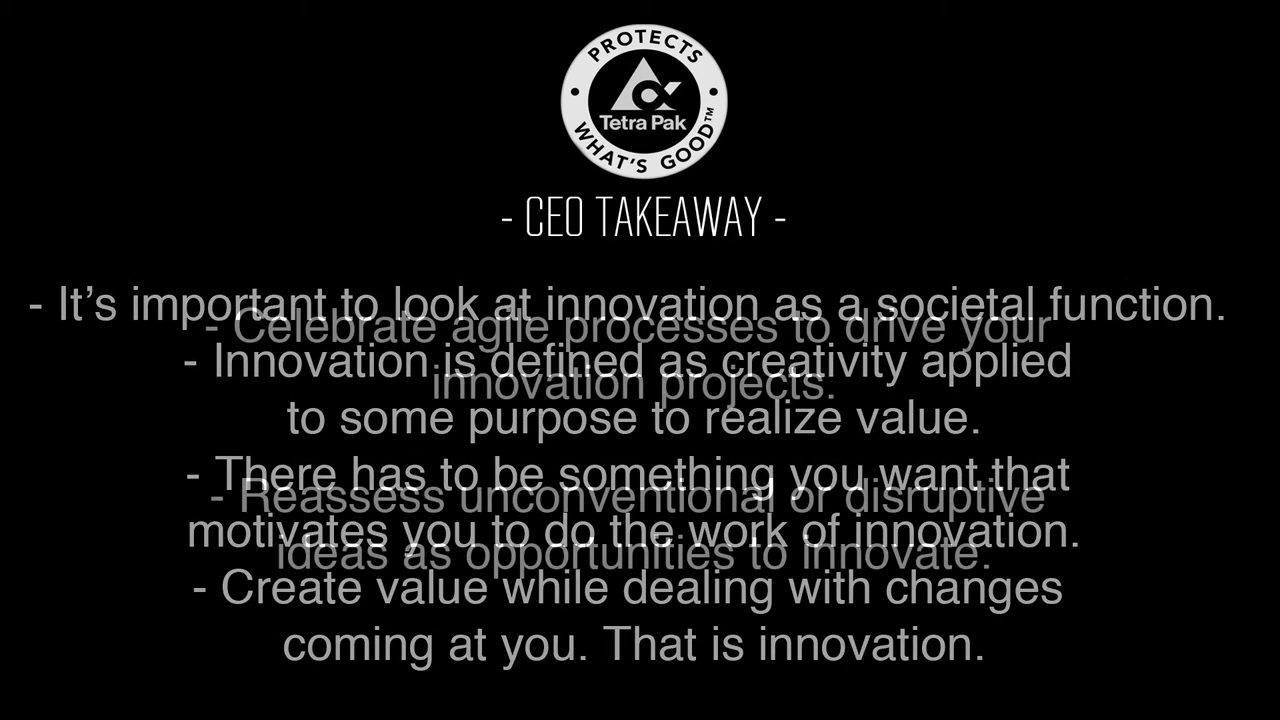 PROTECTS
Tetra Pak
WHAT'S GOOD™
- CEO TAKEAWAY -
- It’s important to look at innovation as a societal function.
- Celebrate agile processes to drive your
- Innovation is defined as creativity applied
innovation projects.
to some purpose to realize value.
- There has to be something you want that
- Reassess unconventional or disruptive
motivates you to do the work of innovation.
ideas as opportunities to innovate.
- Create value while dealing with changes
coming at you. That is innovation.